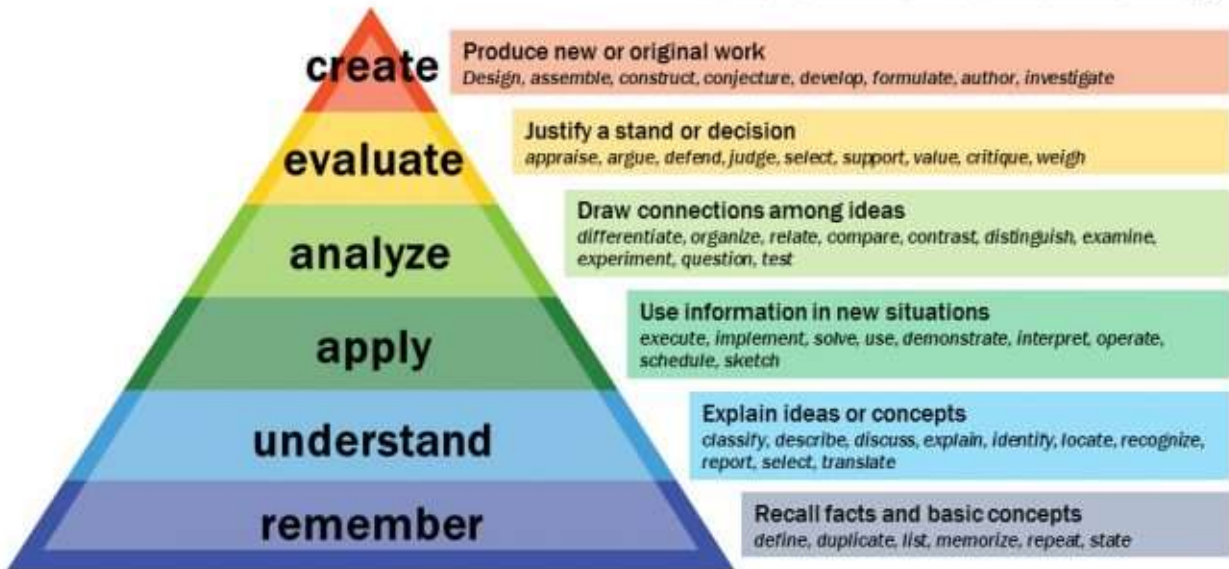 create
Produce new or original work
Design, assemble, construct, conjecture, develop, formulate, author, investigate
evaluate
Justify a stand or decision
appraise, argue, defend, judge, select, support, value, critique, weigh
analyze
Draw connections among ideas
differentiate, organize, relate, compare, contrast, distinguish, examine,
experiment, question, test
apply
Use information in new situations
execute, implement, solve, use, demonstrate, interpret, operate,
schedule, sketch
understand
Explain ideas or concepts
classify, describe, discuss, explain, identify, locate, recognize,
report, select, translate
remember
Recall facts and basic concepts
define, duplicate, list, memorize, repeat, state